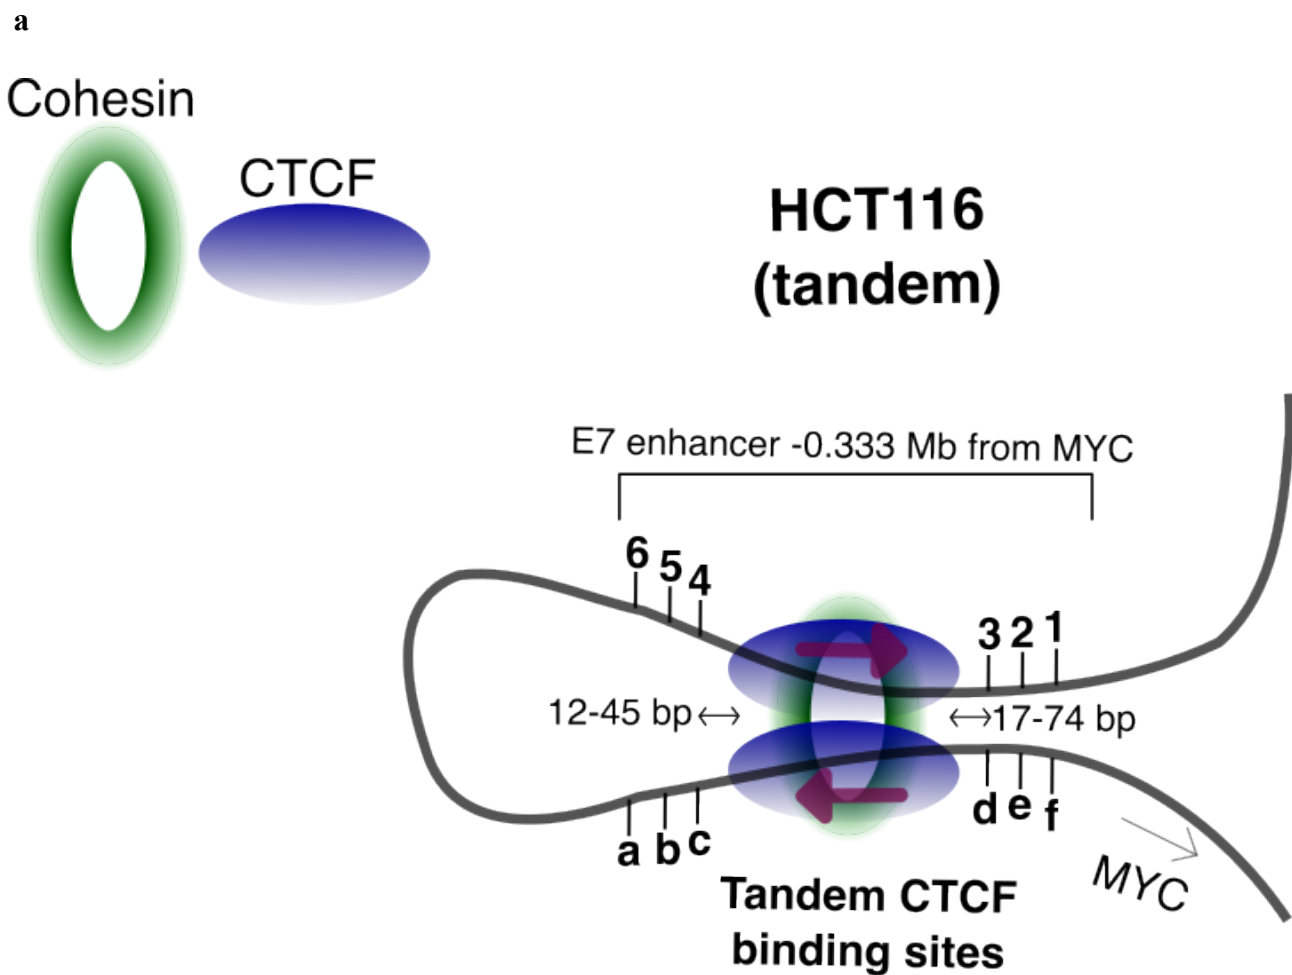 a
Cohesin
CTCF
HCT116
(tandem)
E7 enhancer -0.333 Mb from MYC
6 5 4
3 2 1
12-45 bp
17-74 bp
a b c
d e f
MYC
Tandem CTCF
binding sites